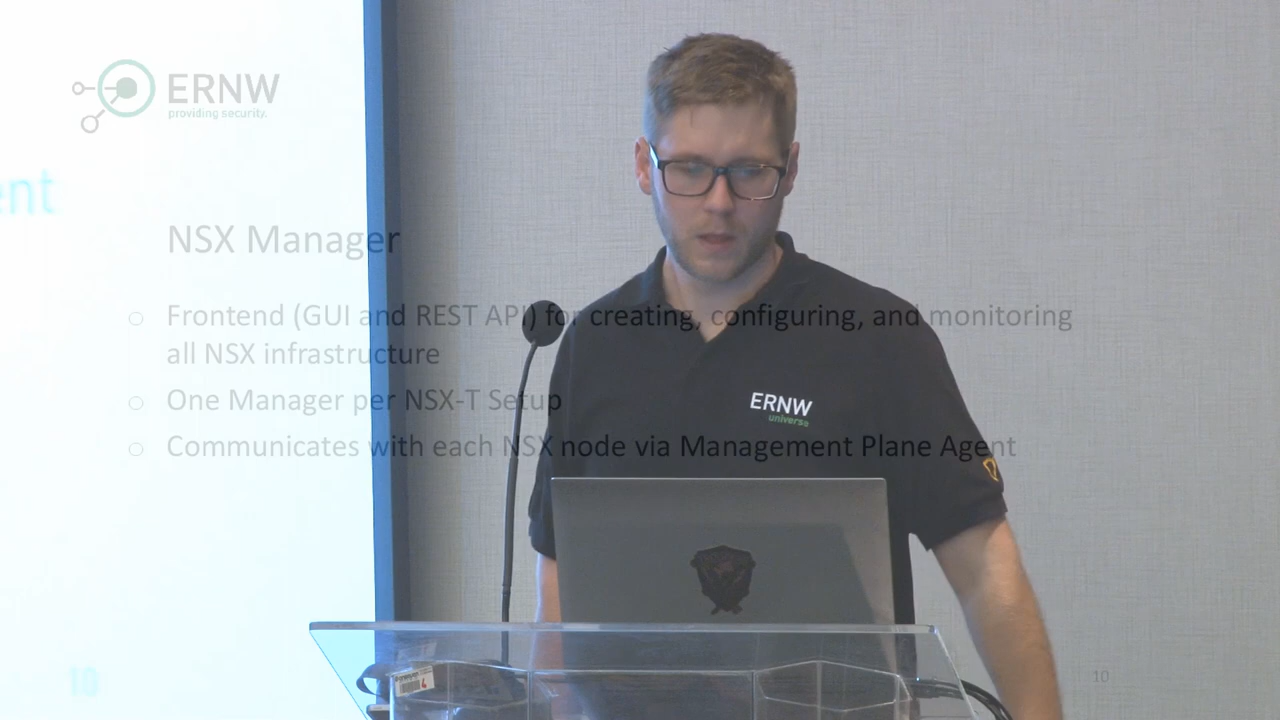 ERNW
providing security.
ent
NSX Manager
Frontend (GUI and REST API) for creating, configuring, and monitoring
all NSX infrastructure
One Manager per NSX-T Setup
ERNW
universe
Communicates with each NSX node via Management Plane Agent
10
10